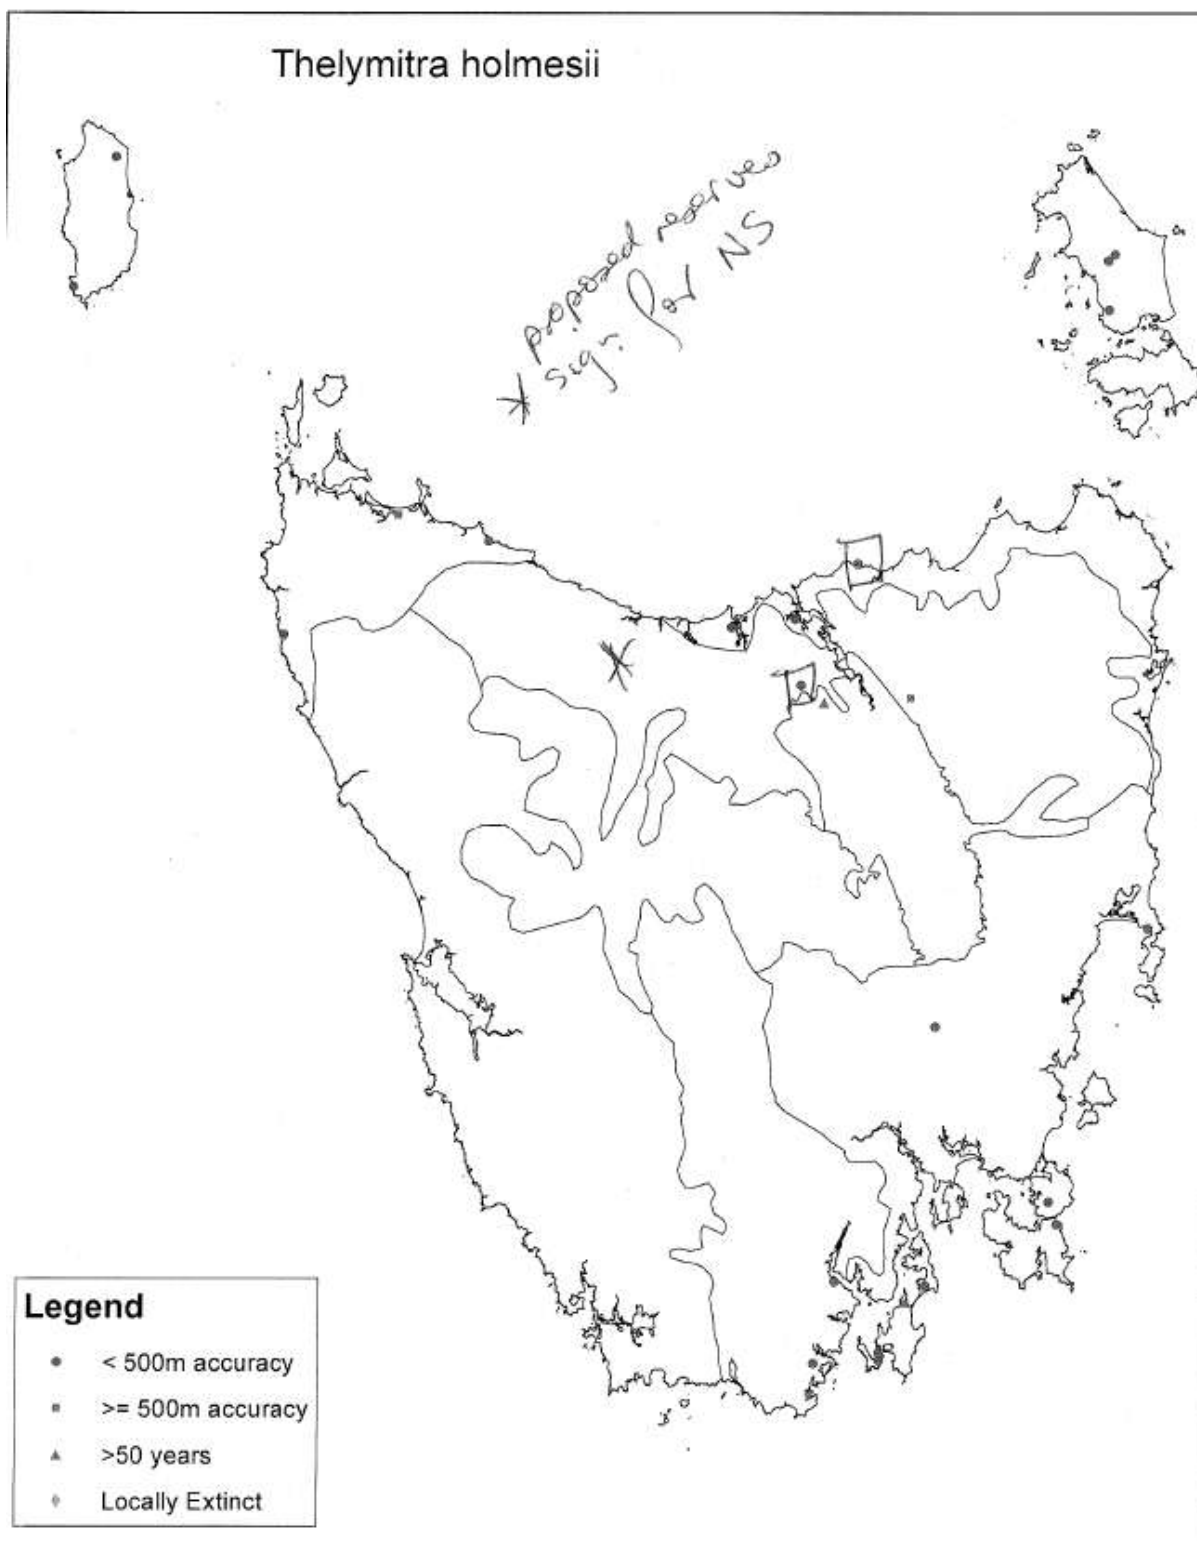 Thelymitra holmesii
* proposed reserves
sign. for NS
Legend
< 500m accuracy
>= 500m accuracy
>50 years
Locally Extinct